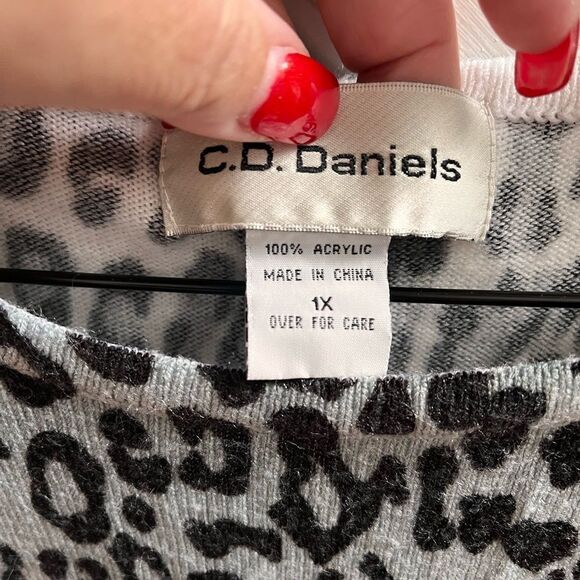 C.D. Daniels
100% ACRYLIC
MADE IN CHINA
1X
OVER FOR CARE